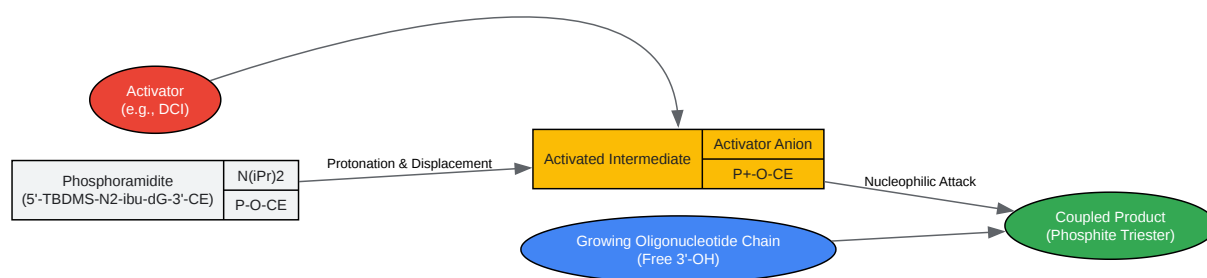 Activator
(e.g., DCI)
Phosphoramidite
(5'-TBDMS-N2-ibu-dG-3'-CE)
N(iPr)2
P-O-CE
Protonation & Displacement
Activated Intermediate
Activator Anion
P+-O-CE
Nucleophilic Attack
Growing Oligonucleotide Chain
(Free 3'-OH)
Coupled Product
(Phosphite Triester)